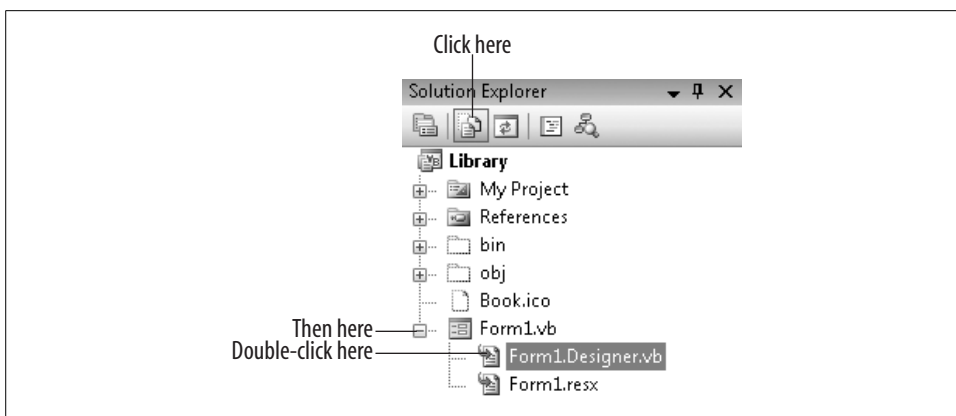 Click here
Solution Explorer
Library
My Project
References
bin
obj
Book.ico
Then here
Form1.vb
Double-click here
Form1.Designer.vb
Form1.resx